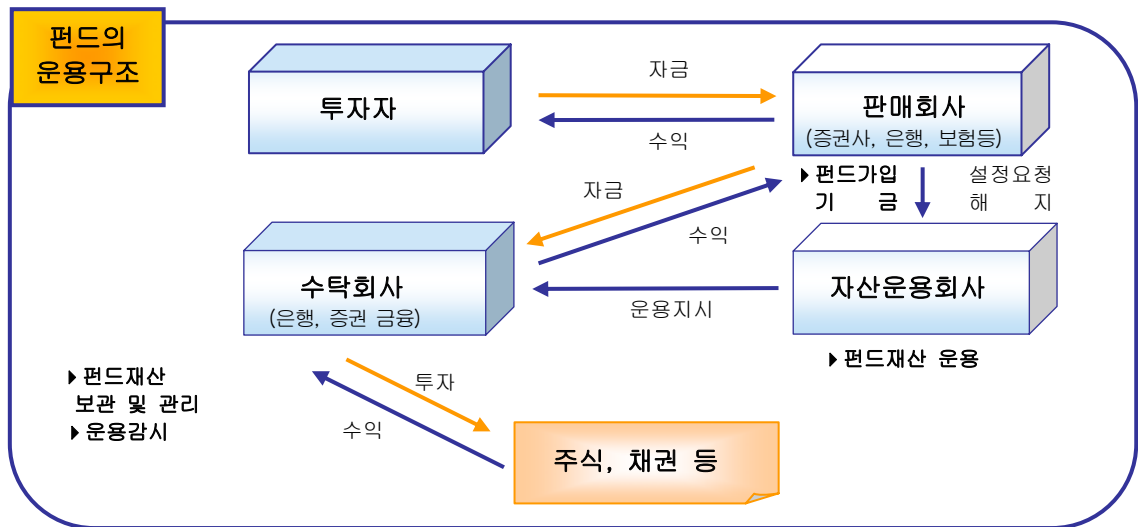 펀드의
운용구조
투자자
자금
수익
판매회사
(증권사, 은행, 보험등)
펀드가입
기 금
설정요청
해 지
자금
수익
수탁회사
(은행, 증권 금융)
운용지시
자산운용회사
펀드재산 운용
펀드재산
보관 및 관리
운용감시
투자
수익
주식, 채권 등